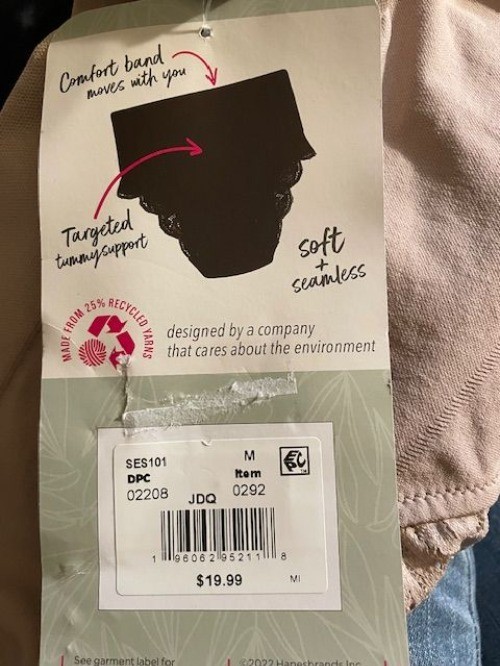 Comfort band
moves with you
Targeted
tummy support
soft
+
seamless
MADE FROM 25% RECYCLED YARNS
designed by a company
that cares about the environment
SES101 M
DPC Item
02208 JDQ 0292
1 96062 95211 8
$19.99 MI
See garment label for
©2022 Hanesbrands Inc.